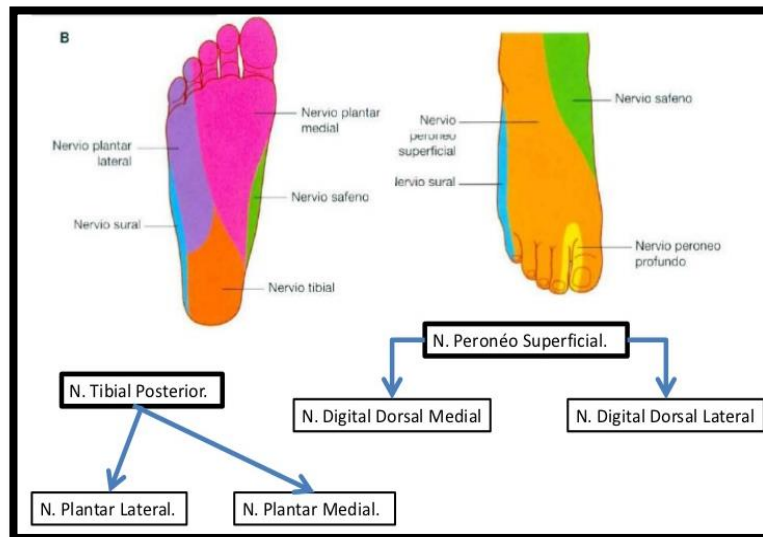 B
Nervio plantar
medial
Nervio plantar
lateral
Nervio safeno
Nervio sural
Nervio tibial
Nervio safeno
Nervio
peroneo
superficial
lervio sural
Nervio peroneo
profundo
N. Peronéo Superficial.
N. Tibial Posterior.
N. Digital Dorsal Medial
N. Digital Dorsal Lateral
N. Plantar Lateral.
N. Plantar Medial.